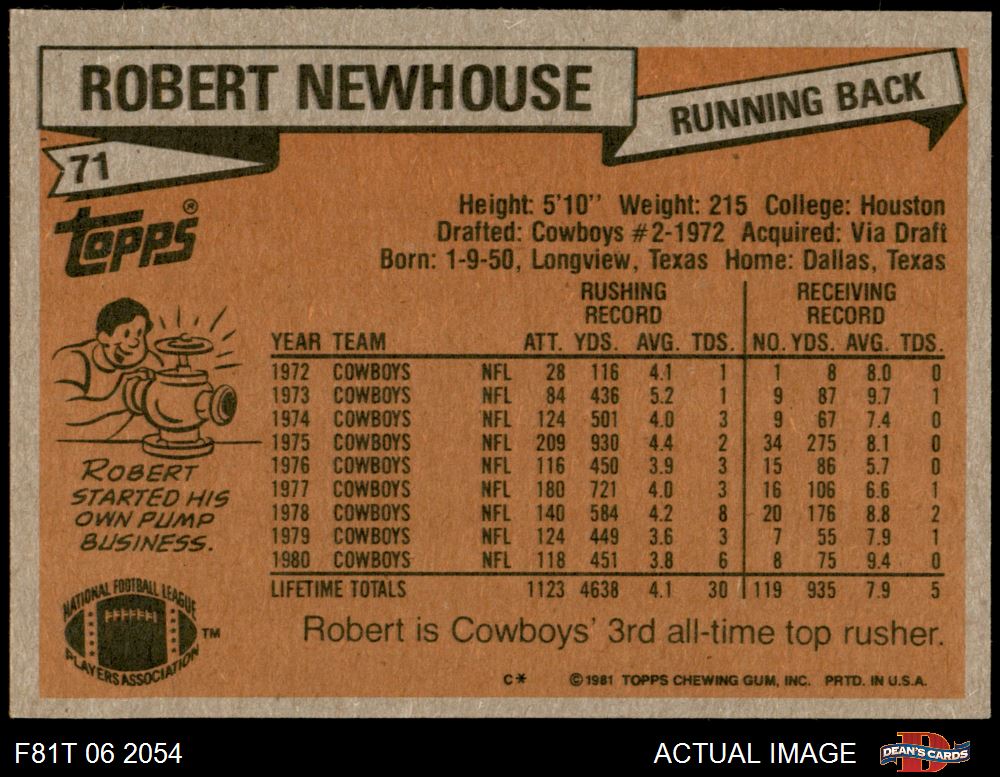 ROBERT NEWHOUSE
RUNNING BACK
71
topps®
Height: 5'10'' Weight: 215 College: Houston
Drafted: Cowboys #2-1972 Acquired: Via Draft
Born: 1-9-50, Longview, Texas Home: Dallas, Texas
RUSHING RECORD RECEIVING RECORD
YEAR TEAM ATT. YDS. AVG. TDS. NO. YDS. AVG. TDS.
1972 COWBOYS NFL 28 116 4.1 1 1 8 8.0 0
1973 COWBOYS NFL 84 436 5.2 1 9 87 9.7 1
1974 COWBOYS NFL 124 501 4.0 3 9 67 7.4 0
1975 COWBOYS NFL 209 930 4.4 2 34 275 8.1 0
1976 COWBOYS NFL 116 450 3.9 3 15 86 5.7 0
1977 COWBOYS NFL 180 721 4.0 3 16 106 6.6 1
1978 COWBOYS NFL 140 584 4.2 8 20 176 8.8 2
1979 COWBOYS NFL 124 449 3.6 3 7 55 7.9 1
1980 COWBOYS NFL 118 451 3.8 6 8 75 9.4 0
LIFETIME TOTALS 1123 4638 4.1 30 119 935 7.9 5
ROBERT
STARTED HIS
OWN PUMP
BUSINESS.
NATIONAL FOOTBALL LEAGUE
PLAYERS ASSOCIATION
TM
Robert is Cowboys' 3rd all-time top rusher.
C* ©1981 TOPPS CHEWING GUM, INC. PRTD. IN U.S.A.
F81T 06 2054
ACTUAL IMAGE
D
DEAN'S CARDS